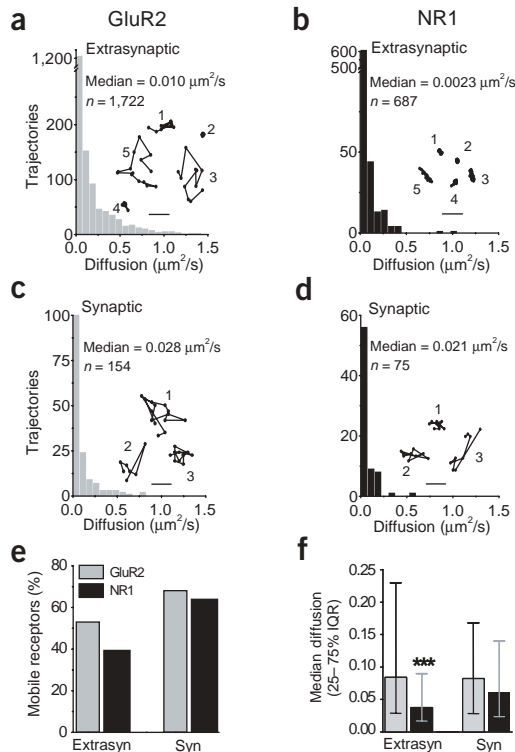 a
GluR2
Extrasynaptic
Median = 0.010 μm²/s
n = 1,722
Trajectories
1,200
200
100
0
1
2
3
4
5
0.0 0.5 1.0 1.5
Diffusion (μm²/s)
b
NR1
Extrasynaptic
Median = 0.0023 μm²/s
n = 687
600
500
50
0
1
2
3
4
5
0.0 0.5 1.0 1.5
Diffusion (μm²/s)
c
Synaptic
Median = 0.028 μm²/s
n = 154
Trajectories
100
75
50
25
0
1
2
3
0.0 0.5 1.0 1.5
Diffusion (μm²/s)
d
Synaptic
Median = 0.021 μm²/s
n = 75
60
40
20
0
1
2
3
0.0 0.5 1.0 1.5
Diffusion (μm²/s)
e
GluR2
NR1
Mobile receptors (%)
80
60
40
20
0
Extrasyn Syn
f
Median diffusion
(25–75% IQR)
0.25
0.20
0.15
0.10
0.05
0.00
***
Extrasyn Syn